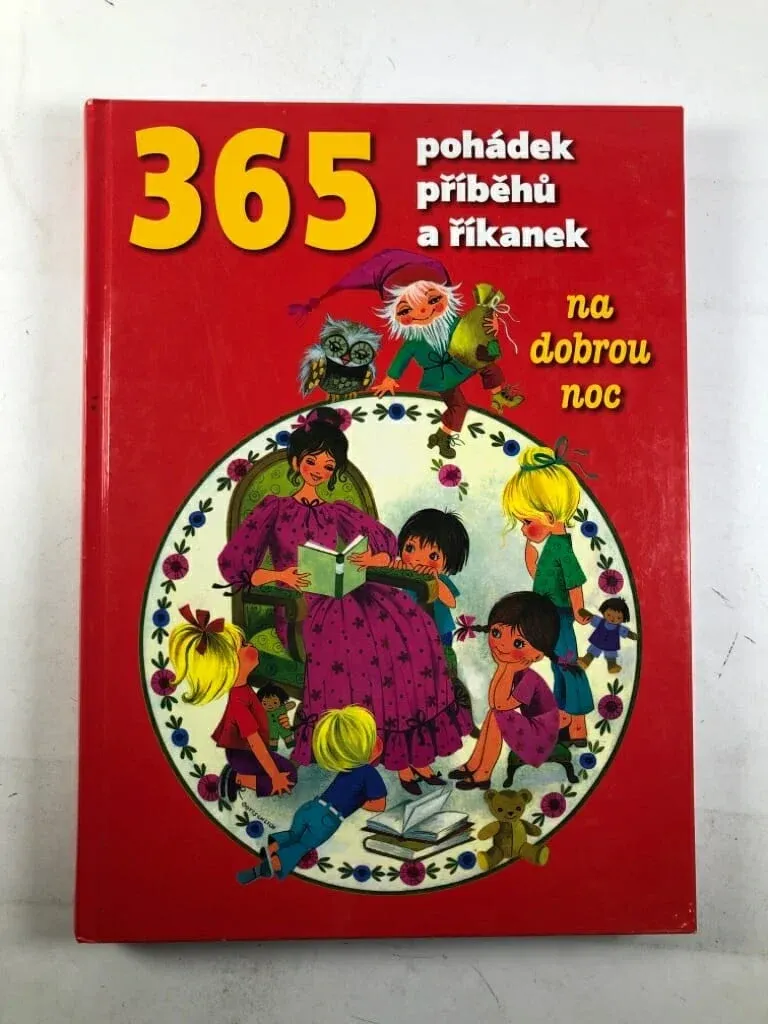 365
pohádek
příběhů
a říkanek
na
dobrou
noc